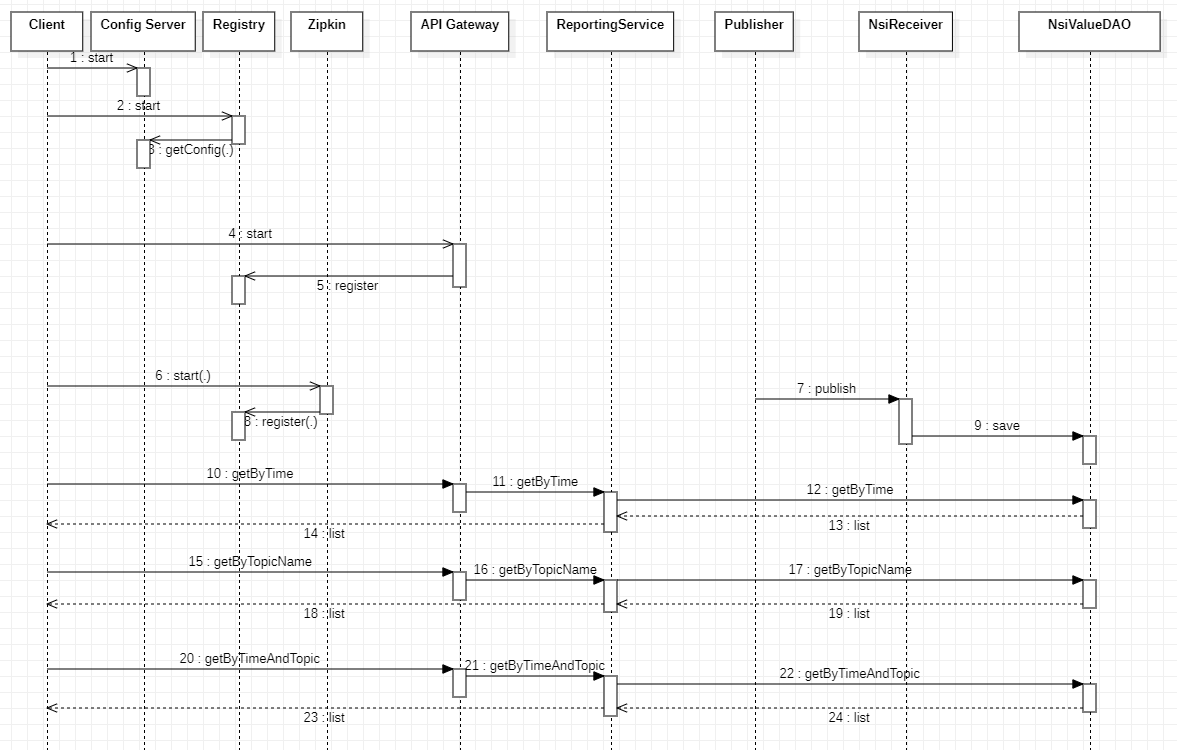 Client
Config Server
Registry
Zipkin
API Gateway
ReportingService
Publisher
NsiReceiver
NsiValueDAO
1 : start
2 : start
3 : getConfig(.)
4 : start
5 : register
6 : start(.)
7 : publish
8 : register(.)
9 : save
10 : getByTime
11 : getByTime
12 : getByTime
13 : list
14 : list
15 : getByTopicName
16 : getByTopicName
17 : getByTopicName
18 : list
19 : list
20 : getByTimeAndTopic
21 : getByTimeAndTopic
22 : getByTimeAndTopic
23 : list
24 : list